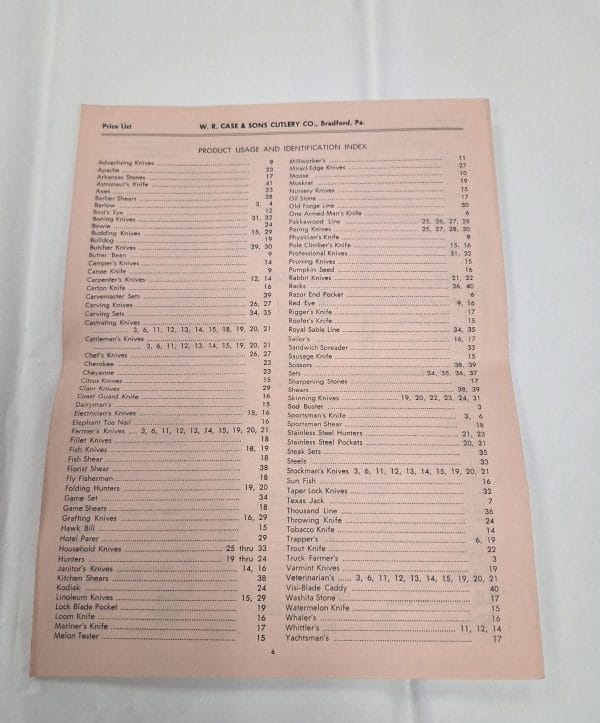 Price List
W. R. CASE & SONS CUTLERY CO., Bradford, Pa.
PRODUCT USAGE AND IDENTIFICATION INDEX
Advertising Knives 9
Apache 23
Arkansas Stones 17
Astronaut's Knife 41
Axes 23
Barber Shears 38
Barlow 3, 4
Bird's Eye 12
Boning Knives 31, 32
Bowie 24
Budding Knives 15, 29
Bulldog 19
Butcher Knives 29, 30
Butter Bean 9
Camper's Knives 14
Canoe Knife 9
Carpenter's Knives 12, 14
Carton Knife 16
Carvemaster Sets 39
Carving Knives 26, 27
Carving Sets 34, 35
Castrating Knives
3, 6, 11, 12, 13, 14, 15, 18, 19, 20, 21
Cattlemen's Knives
3, 6, 11, 12, 13, 14, 15, 19, 20, 21
Chef's Knives 26, 27
Cherokee 23
Cheyenne 23
Citrus Knives 15
Clam Knives 29
Coast Guard Knife 16
Dairyman's 15
Electrician's Knives 15, 16
Elephant Toe Nail 16
Farmer's Knives 3, 6, 11, 12, 13, 14, 15, 19, 20, 21
Fillet Knives 18
Fish Knives 18, 19
Fish Shear 18
Florist Shear 38
Fly Fisherman 18
Folding Hunters 19, 20
Game Set 34
Game Shears 18
Grafting Knives 16, 29
Hawk Bill 15
Hotel Parer 29
Household Knives 25 thru 33
Hunters 19 thru 24
Janitor's Knives 14, 16
Kitchen Shears 38
Kodiak 24
Linoleum Knives 15, 29
Lock Blade Pocket 19
Loom Knife 16
Mariner's Knife 17
Melon Tester 15
Millworker's 11
Miracl-Edge Knives 27
Moose 10
Muskrat 19
Nursery Knives 15
Oil Stone 17
Old Forge Line 30
One Armed Man's Knife 6
Pakkawood Line 25, 26, 27, 28
Paring Knives 25, 27, 28, 30
Physician's Knife 9
Pole Climber's Knife 15, 16
Professional Knives 31, 32
Pruning Knives 15
Pumpkin Seed 16
Rabbit Knives 21, 22
Racks 36, 40
Razor End Pocket 6
Red Eye 9, 16
Rigger's Knife 17
Roofer's Knife 15
Royal Sable Line 34, 35
Sailor's 16, 17
Sandwich Spreader 33
Sausage Knife 15
Scissors 38, 39
Sets 34, 35, 36, 37
Sharpening Stones 17
Shears 38, 39
Skinning Knives 19, 20, 22, 23, 24, 31
Sod Buster 3
Sportsman's Knife 3, 6
Sportsman Shear 18
Stainless Steel Hunters 21, 23
Stainless Steel Pockets 20, 21
Steak Sets 35
Steels 33
Stockman's Knives 3, 6, 11, 12, 13, 14, 15, 19, 20, 21
Sun Fish 16
Taper Lock Knives 32
Texas Jack 7
Thousand Line 36
Throwing Knife 24
Tobacco Knife 14
Trapper's 6, 19
Trout Knife 22
Truck Farmer's 3
Varmint Knives 19
Veterinarian's 3, 6, 11, 12, 13, 14, 15, 19, 20, 21
Visi-Blade Caddy 40
Washita Stone 17
Watermelon Knife 15
Whaler's 16
Whittler's 11, 12, 14
Yachtsman's 17
6